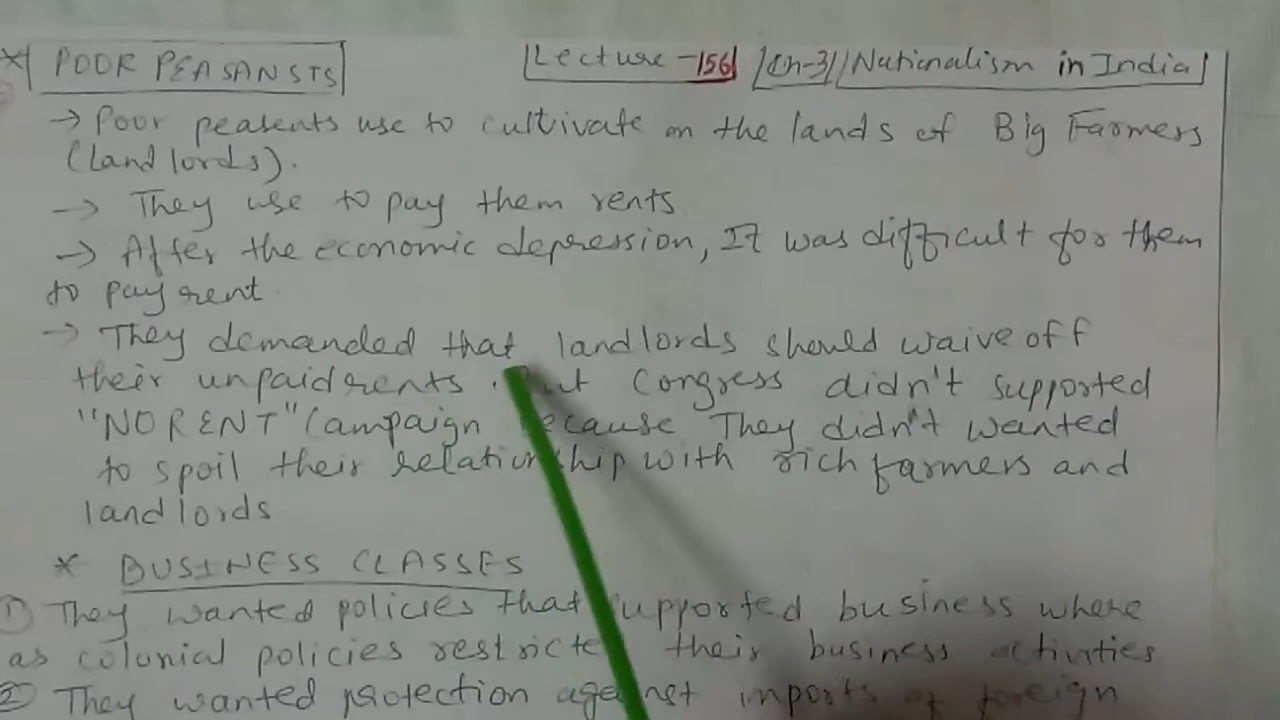 * POOR PEASANSTS
Lecture -156 Ch-3 Nationalism in India
→ Poor peasents use to cultivate on the lands of Big Farmers
(Land lords).
→ They use to pay them rents
→ After the economic depression, It was difficult for them
to pay rent
→ They demanded that landlords should waive off
their unpaid rents. But Congress didn't supported
"NO RENT" Campaign because They didn't wanted
to spoil their relationship with rich farmers and
landlords
* BUSINESS CLASSES
① They wanted policies that supported business where
as colonial policies restricted their business activities
② They wanted protection against imports of foreign